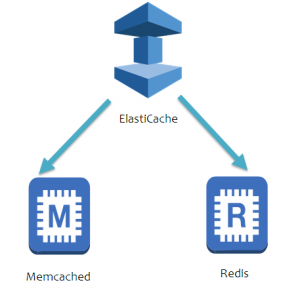 ElastiCache
M
R
Memcached
Redis